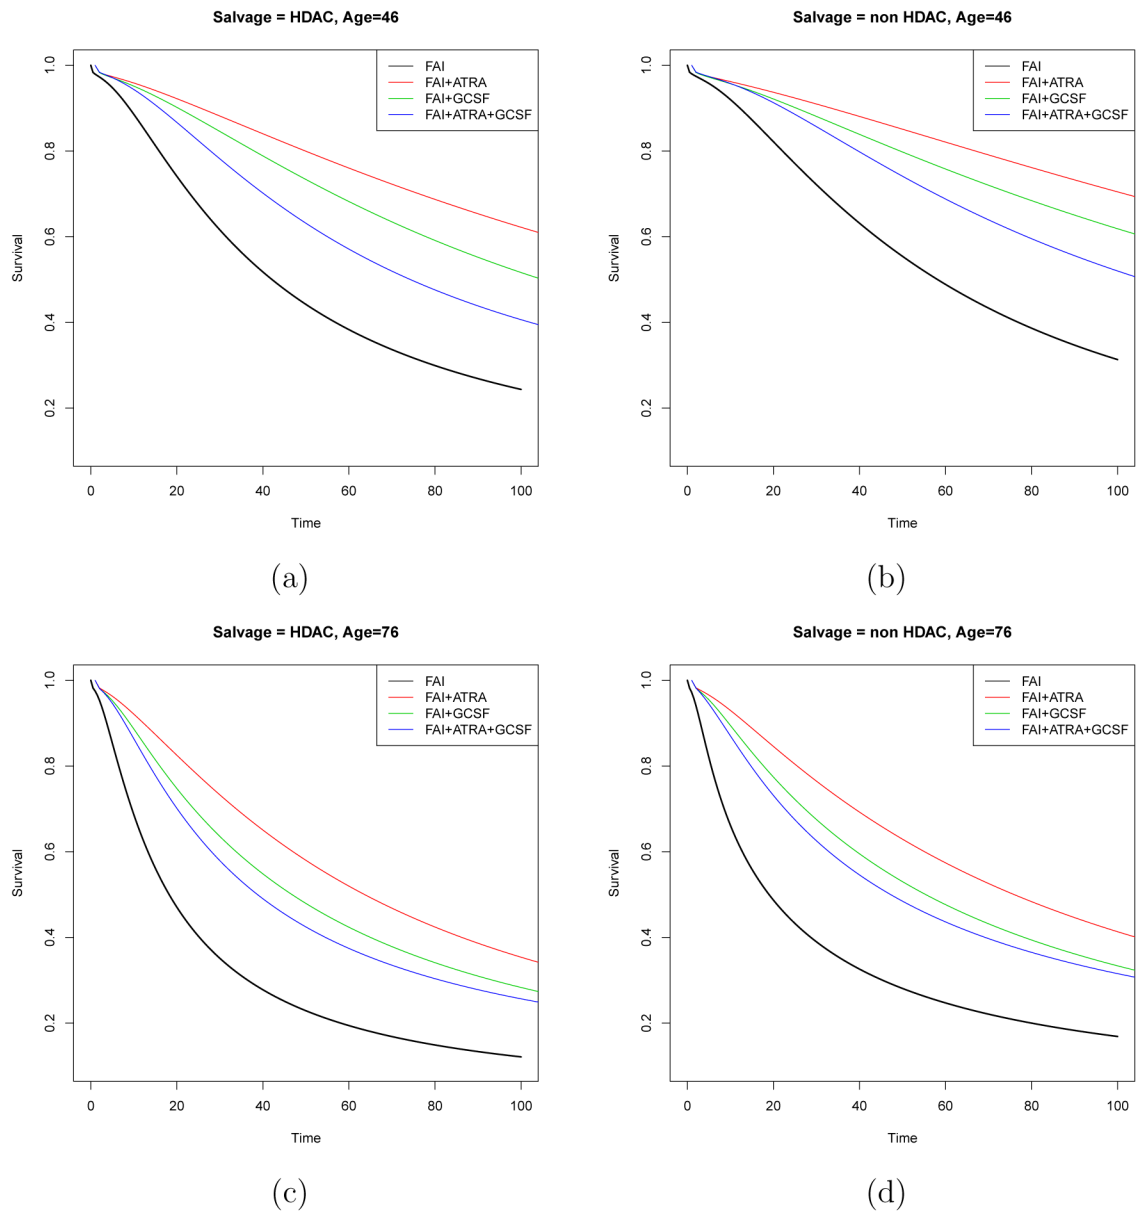 Salvage = HDAC, Age=46
FAI
FAI+ATRA
FAI+GCSF
FAI+ATRA+GCSF
Survival
0.2 0.4 0.6 0.8 1.0
0 20 40 60 80 100
Time
(a)
Salvage = non HDAC, Age=46
FAI
FAI+ATRA
FAI+GCSF
FAI+ATRA+GCSF
Survival
0.2 0.4 0.6 0.8 1.0
0 20 40 60 80 100
Time
(b)
Salvage = HDAC, Age=76
FAI
FAI+ATRA
FAI+GCSF
FAI+ATRA+GCSF
Survival
0.2 0.4 0.6 0.8 1.0
0 20 40 60 80 100
Time
(c)
Salvage = non HDAC, Age=76
FAI
FAI+ATRA
FAI+GCSF
FAI+ATRA+GCSF
Survival
0.2 0.4 0.6 0.8 1.0
0 20 40 60 80 100
Time
(d)